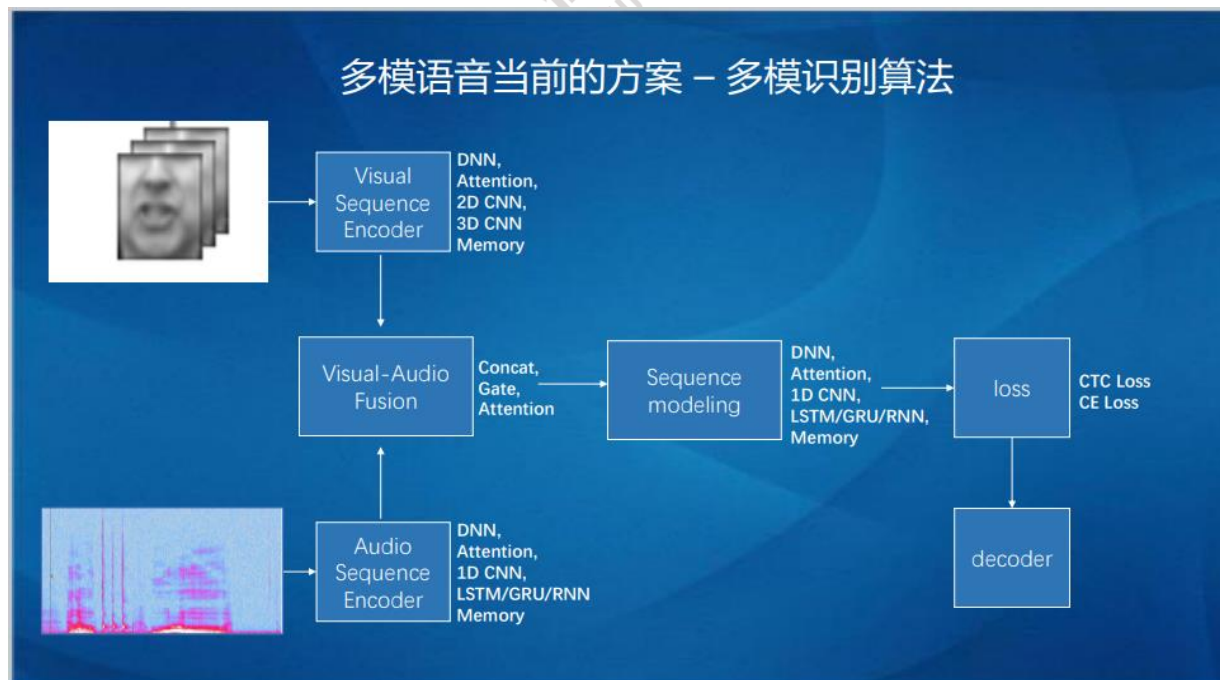 多模语音当前的方案 – 多模识别算法
Visual
Sequence
Encoder
DNN,
Attention,
2D CNN,
3D CNN
Memory
Visual-Audio
Fusion
Concat,
Gate,
Attention
Sequence
modeling
DNN,
Attention,
1D CNN,
LSTM/GRU/RNN,
Memory
loss
CTC Loss
CE Loss
Audio
Sequence
Encoder
DNN,
Attention,
1D CNN,
LSTM/GRU/RNN
Memory
decoder